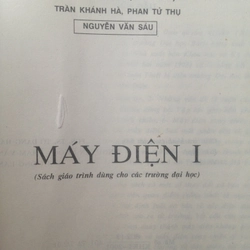 TRẦN KHÁNH HÀ, PHAN TỬ THỤ
NGUYỄN VĂN SÁU
MÁY ĐIỆN I
(Sách giáo trình dùng cho các trường đại học)